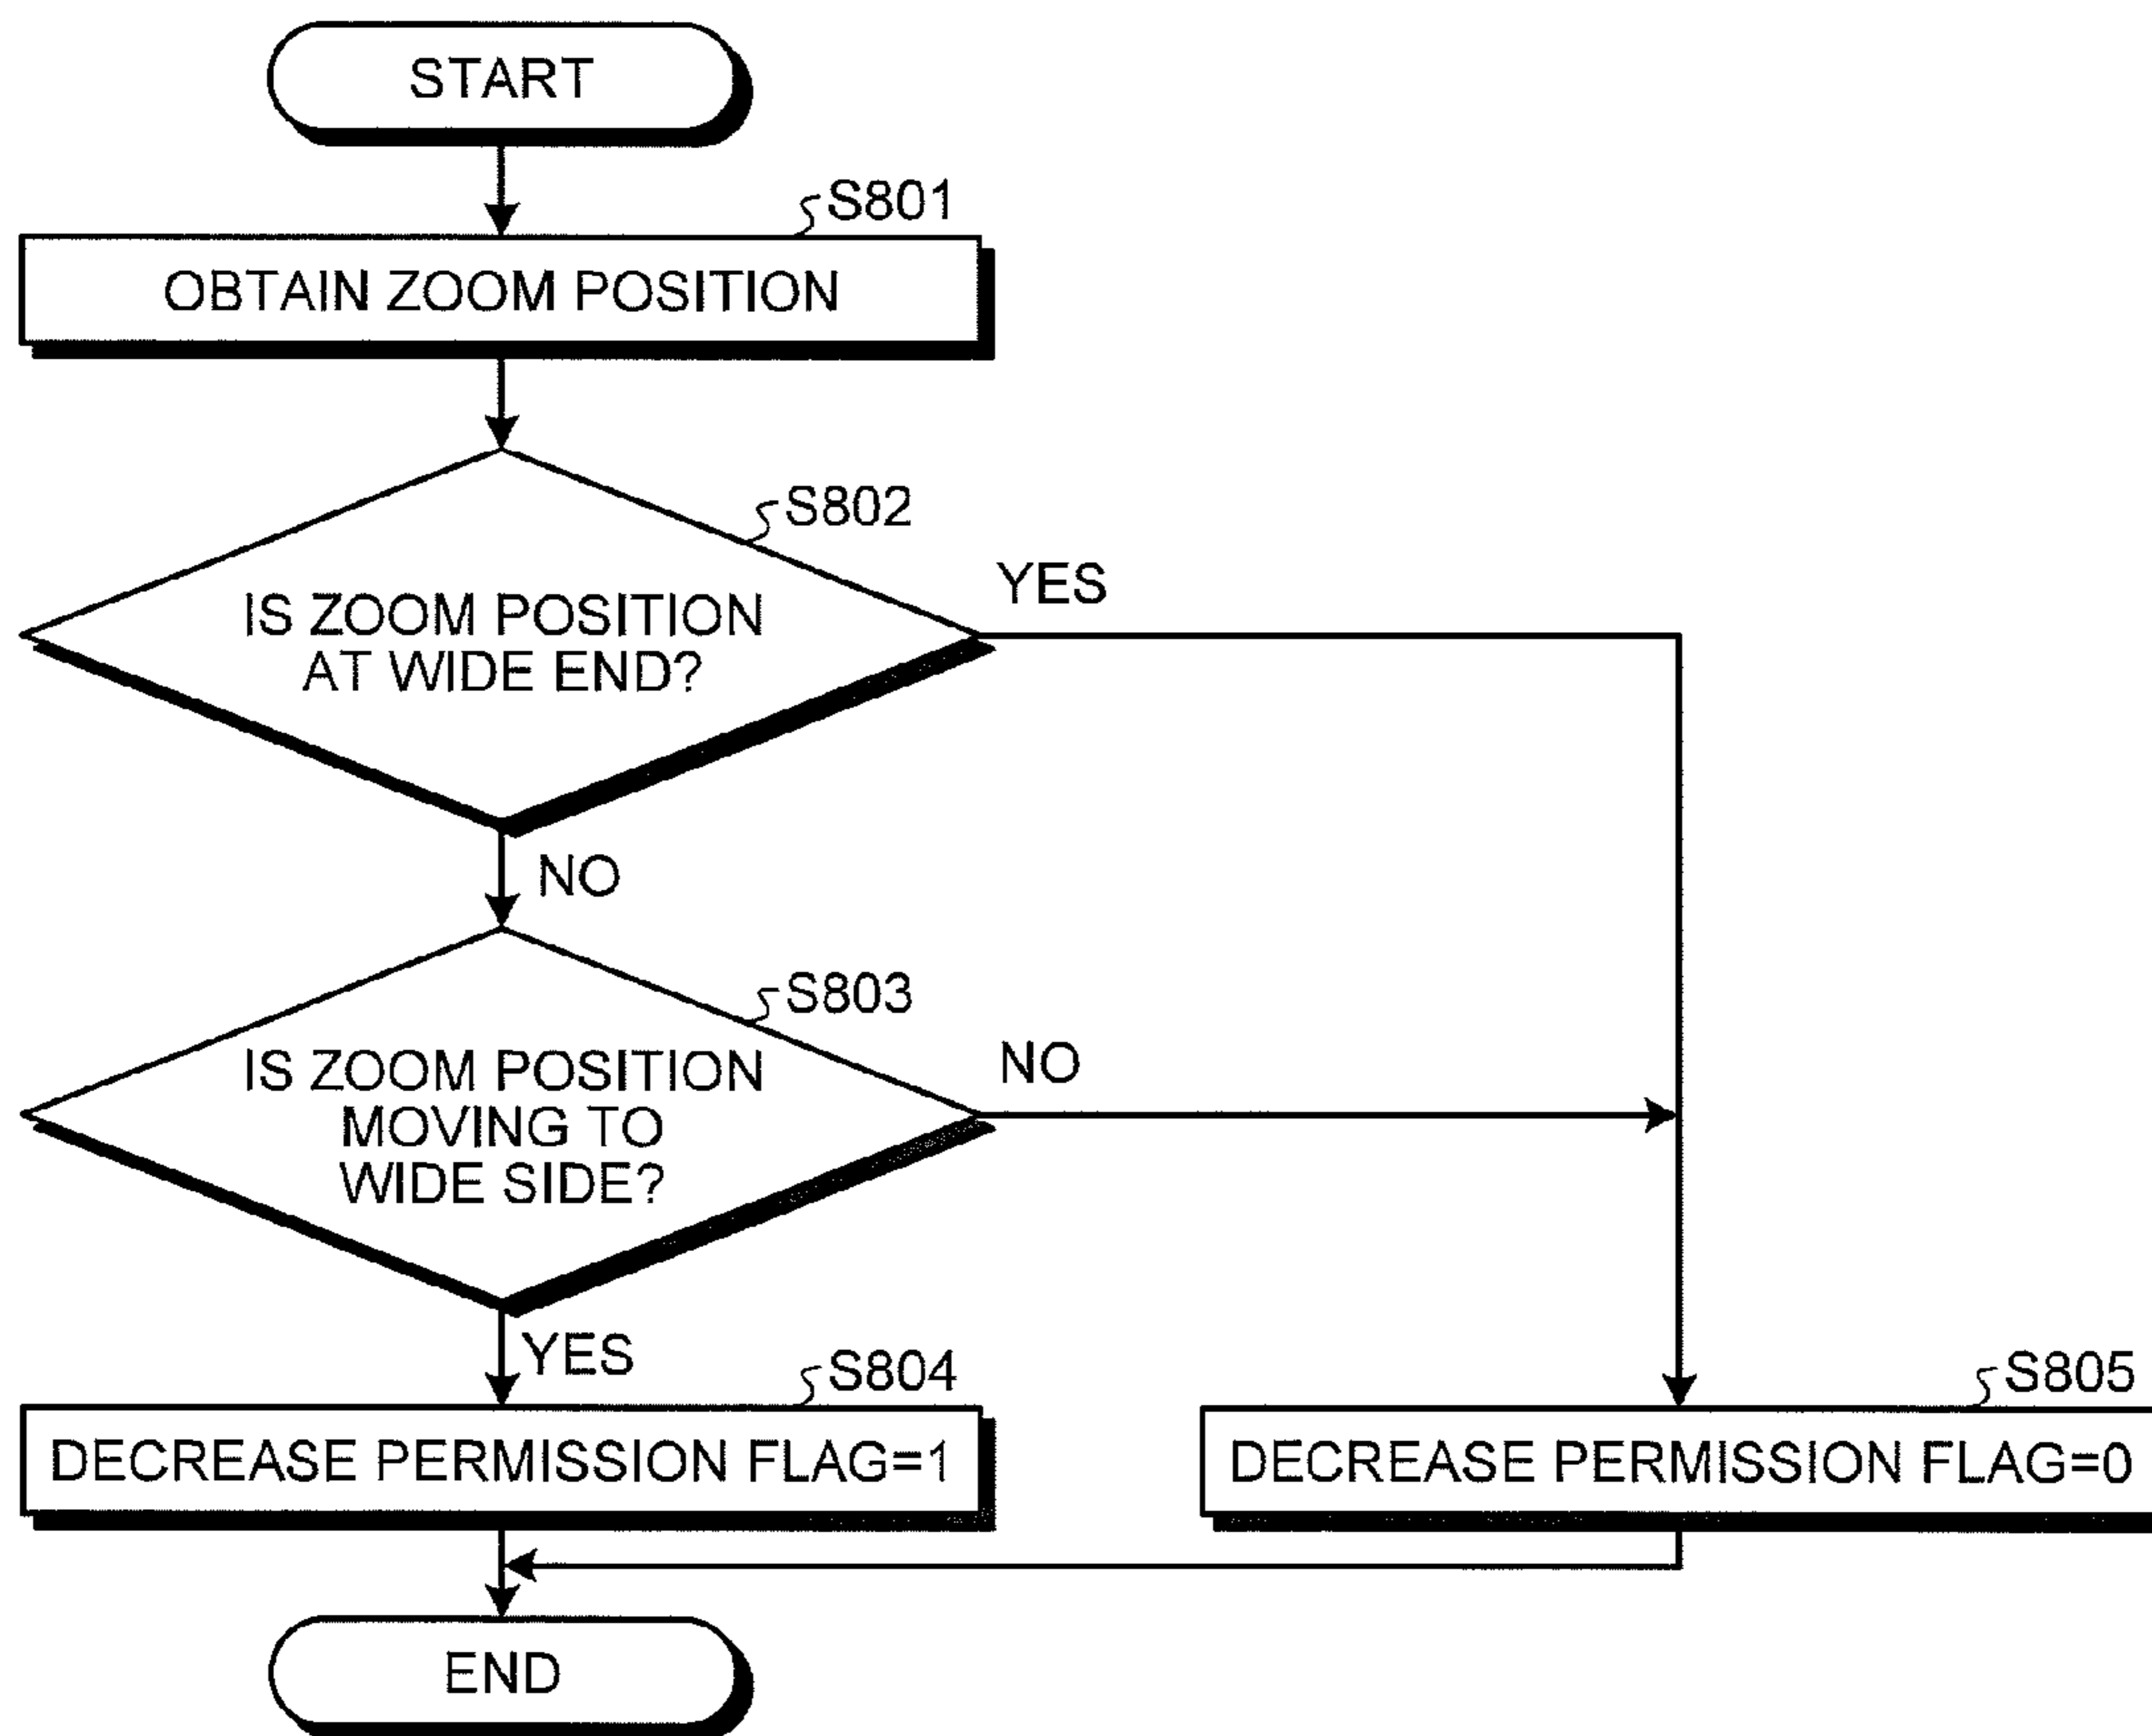 START
S801
OBTAIN ZOOM POSITION
S802
IS ZOOM POSITION
AT WIDE END?
YES
NO
S803
IS ZOOM POSITION
MOVING TO
WIDE SIDE?
NO
YES
S804
DECREASE PERMISSION FLAG=1
S805
DECREASE PERMISSION FLAG=0
END